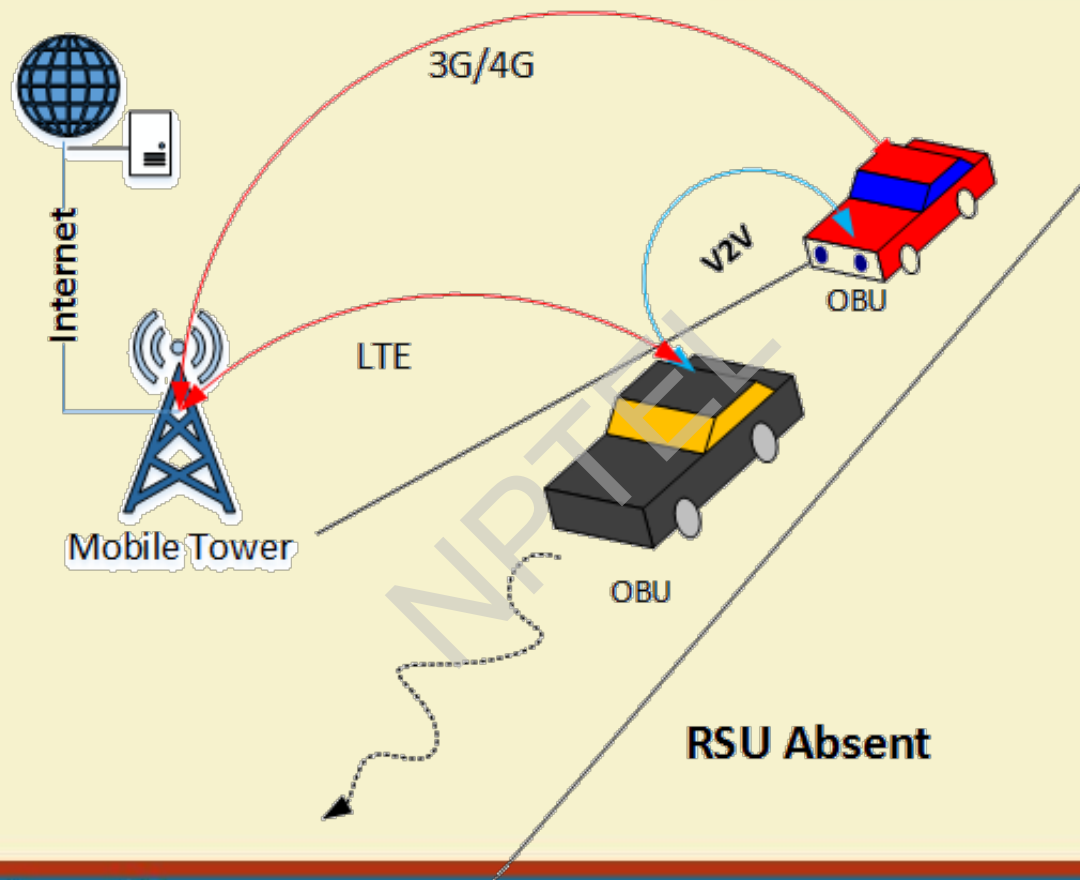 3G/4G
Internet
V2V
OBU
LTE
Mobile Tower
OBU
NPTEL
RSU Absent